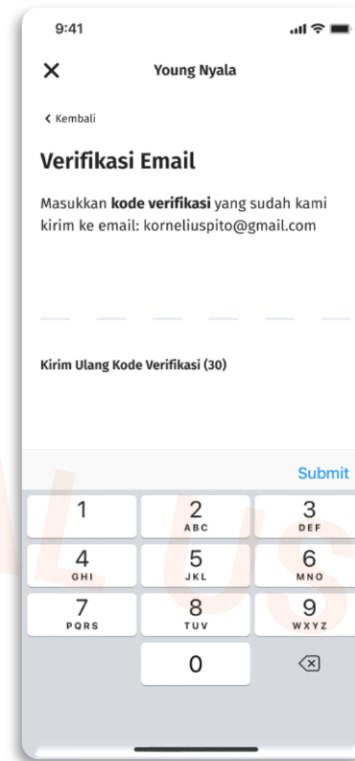 9:41
Young Nyala
Kembali
Verifikasi Email
Masukkan kode verifikasi yang sudah kami
kirim ke email: korneliuspito@gmail.com
Kirim Ulang Kode Verifikasi (30)
Submit
1 2 3
ABC DEF
4 5 6
GHI JKL MNO
7 8 9
PQRS TUV WXYZ
0